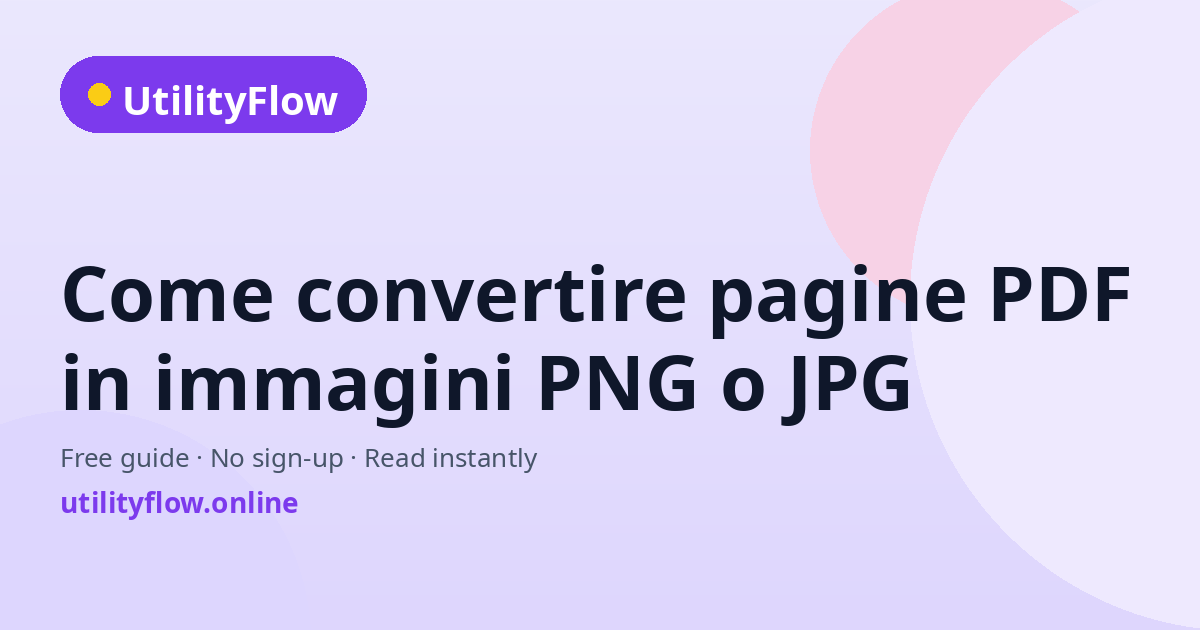 UtilityFlow
Come convertire pagine PDF
in immagini PNG o JPG
Free guide · No sign-up · Read instantly
utilityflow.online